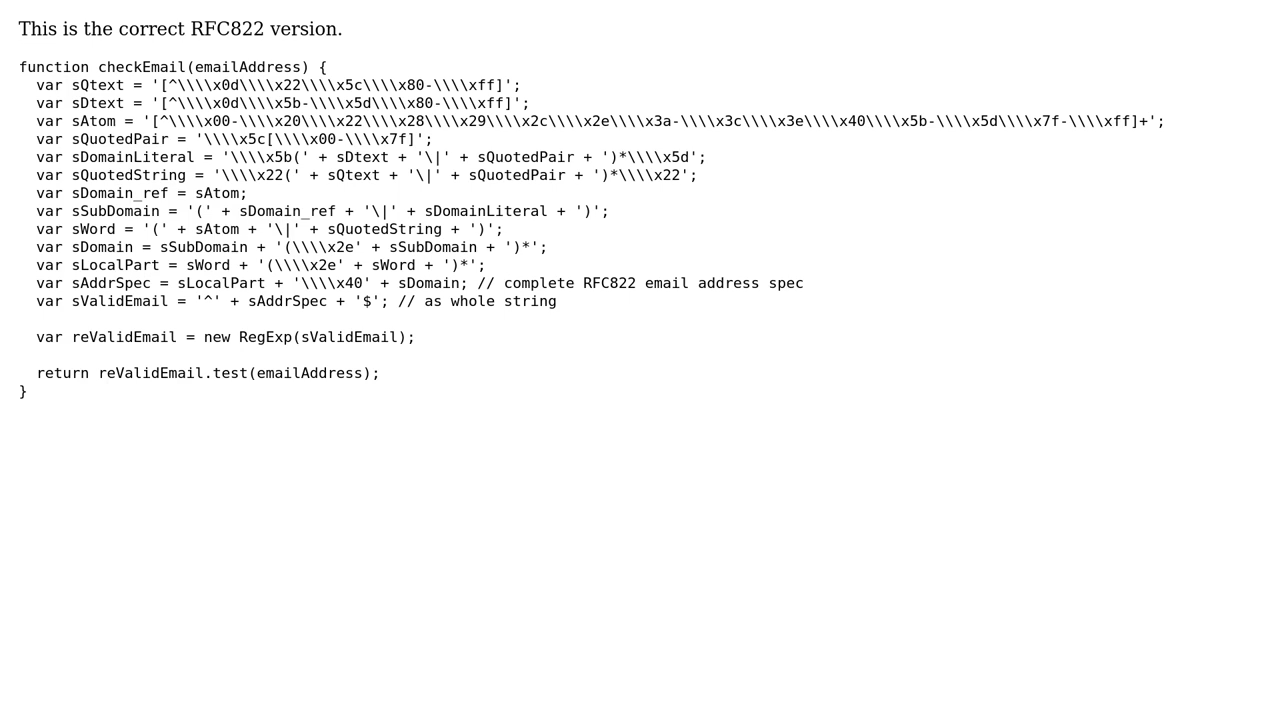 This is the correct RFC822 version.
function checkEmail(emailAddress) {
  var sQtext = '[^\\\\x0d\\\\x22\\\\x5c\\\\x80-\\\\xff]';
  var sDtext = '[^\\\\x0d\\\\x5b-\\\\x5d\\\\x80-\\\\xff]';
  var sAtom = '[^\\\\x00-\\\\x20\\\\x22\\\\x28\\\\x29\\\\x2c\\\\x2e\\\\x3a-\\\\x3c\\\\x3e\\\\x40\\\\x5b-\\\\x5d\\\\x7f-\\\\xff]+';
  var sQuotedPair = '\\\\x5c[\\\\x00-\\\\x7f]';
  var sDomainLiteral = '\\\\x5b(' + sDtext + '\|' + sQuotedPair + ')*\\\\x5d';
  var sQuotedString = '\\\\x22(' + sQtext + '\|' + sQuotedPair + ')*\\\\x22';
  var sDomain_ref = sAtom;
  var sSubDomain = '(' + sDomain_ref + '\|' + sDomainLiteral + ')';
  var sWord = '(' + sAtom + '\|' + sQuotedString + ')';
  var sDomain = sSubDomain + '(\\\\x2e' + sSubDomain + ')*';
  var sLocalPart = sWord + '(\\\\x2e' + sWord + ')*';
  var sAddrSpec = sLocalPart + '\\\\x40' + sDomain; // complete RFC822 email address spec
  var sValidEmail = '^' + sAddrSpec + '$'; // as whole string
  var reValidEmail = new RegExp(sValidEmail);
  return reValidEmail.test(emailAddress);
}